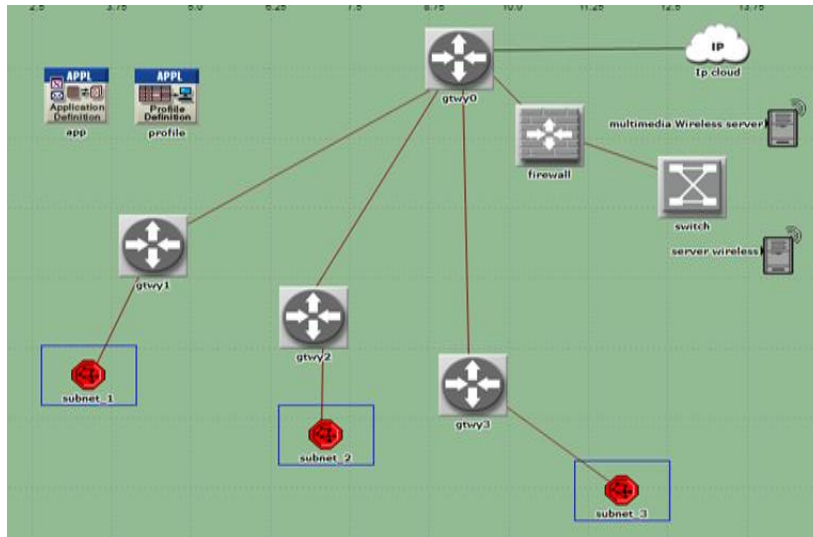 2.5 3.75 5.0 6.25 7.5 8.75 10.0 11.25 12.5 13.75
IP
Ip cloud
gtwy0
APPL
Application
Definition
app
APPL
Profile
Definition
profile
multimedia Wireless server
firewall
switch
server wireless
gtwy1
gtwy2
subnet_1
gtwy3
subnet_2
subnet_3